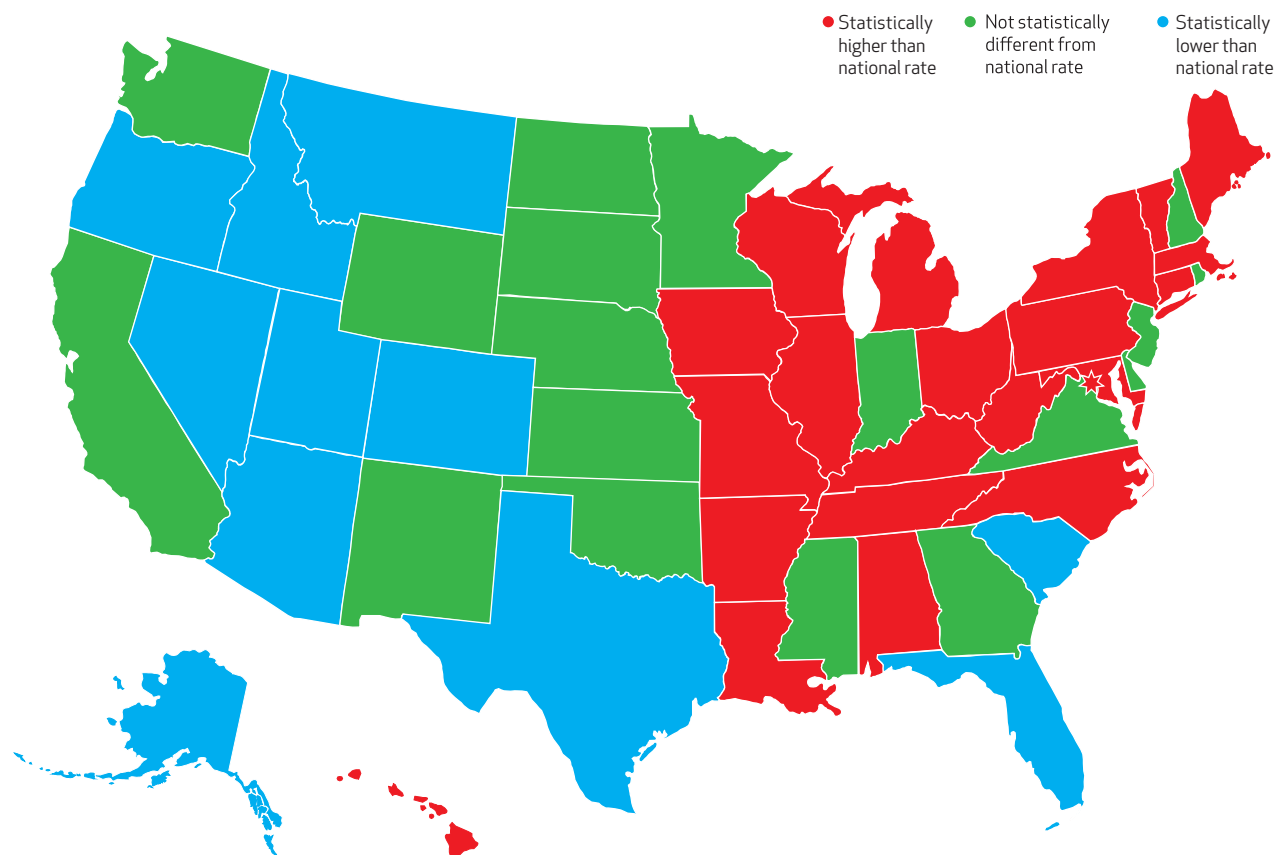 Statistically
higher than
national rate
Not statistically
different from
national rate
Statistically
lower than
national rate